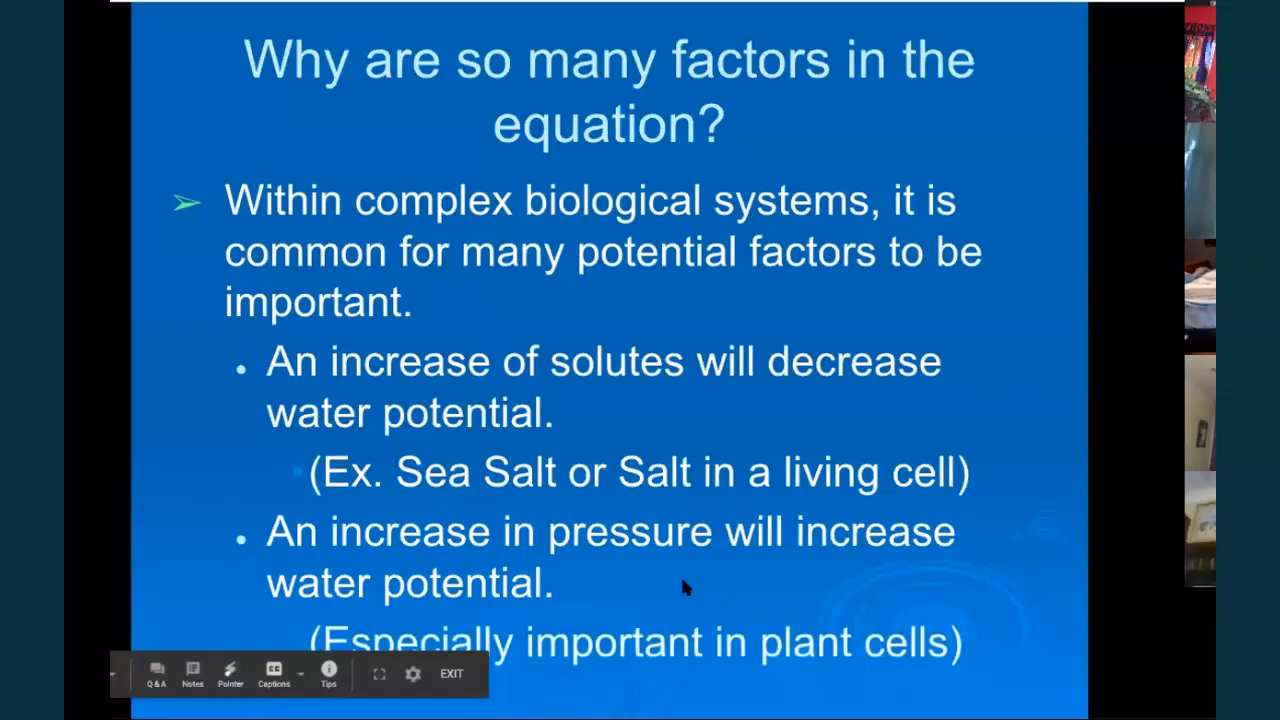 Why are so many factors in the
equation?
➢ Within complex biological systems, it is
common for many potential factors to be
important.
• An increase of solutes will decrease
water potential.
• (Ex. Sea Salt or Salt in a living cell)
• An increase in pressure will increase
water potential.
(Especially important in plant cells)
Q&A Notes Pointer CC Captions Tips EXIT